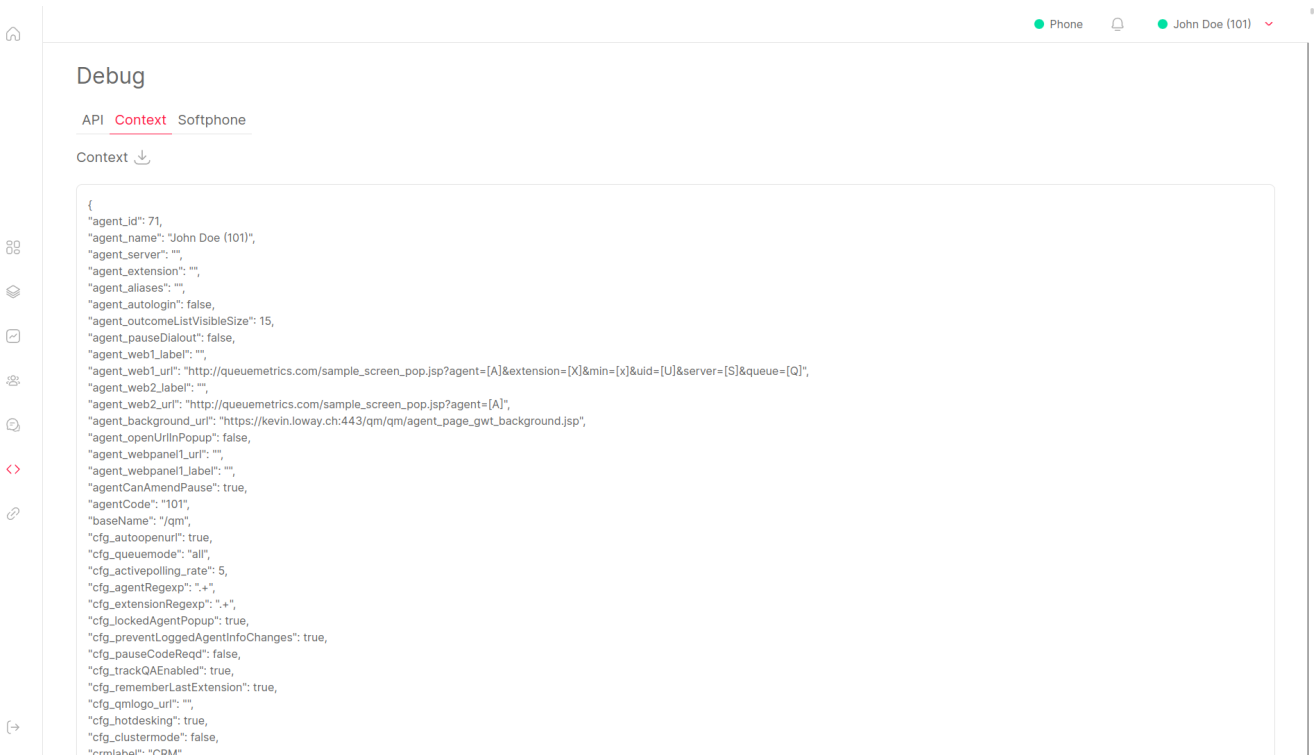 Phone
John Doe (101)
Debug
API Context Softphone
Context
{
"agent_id": 71,
"agent_name": "John Doe (101)",
"agent_server": "",
"agent_extension": "",
"agent_aliases": "",
"agent_autologin": false,
"agent_outcomeListVisibleSize": 15,
"agent_pauseDialout": false,
"agent_web1_label": "",
"agent_web1_url": "http://queuemetrics.com/sample_screen_pop.jsp?agent=[A]&extension=[X]&min=[x]&uid=[U]&server=[S]&queue=[Q]",
"agent_web2_label": "",
"agent_web2_url": "http://queuemetrics.com/sample_screen_pop.jsp?agent=[A]",
"agent_background_url": "https://kevin.loway.ch:443/qm/qm/agent_page_gwt_background.jsp",
"agent_openUrlInPopup": false,
"agent_webpanel1_url": "",
"agent_webpanel1_label": "",
"agentCanAmendPause": true,
"agentCode": "101",
"baseName": "/qm",
"cfg_autoopenurl": true,
"cfg_queuemode": "all",
"cfg_activepolling_rate": 5,
"cfg_agentRegexp": ".+",
"cfg_extensionRegexp": ".+",
"cfg_lockedAgentPopup": true,
"cfg_preventLoggedAgentInfoChanges": true,
"cfg_pauseCodeReqd": false,
"cfg_trackQAEnabled": true,
"cfg_rememberLastExtension": true,
"cfg_qmlogo_url": "",
"cfg_hotdesking": true,
"cfg_clustermode": false,
"crmlabel": "CRM"